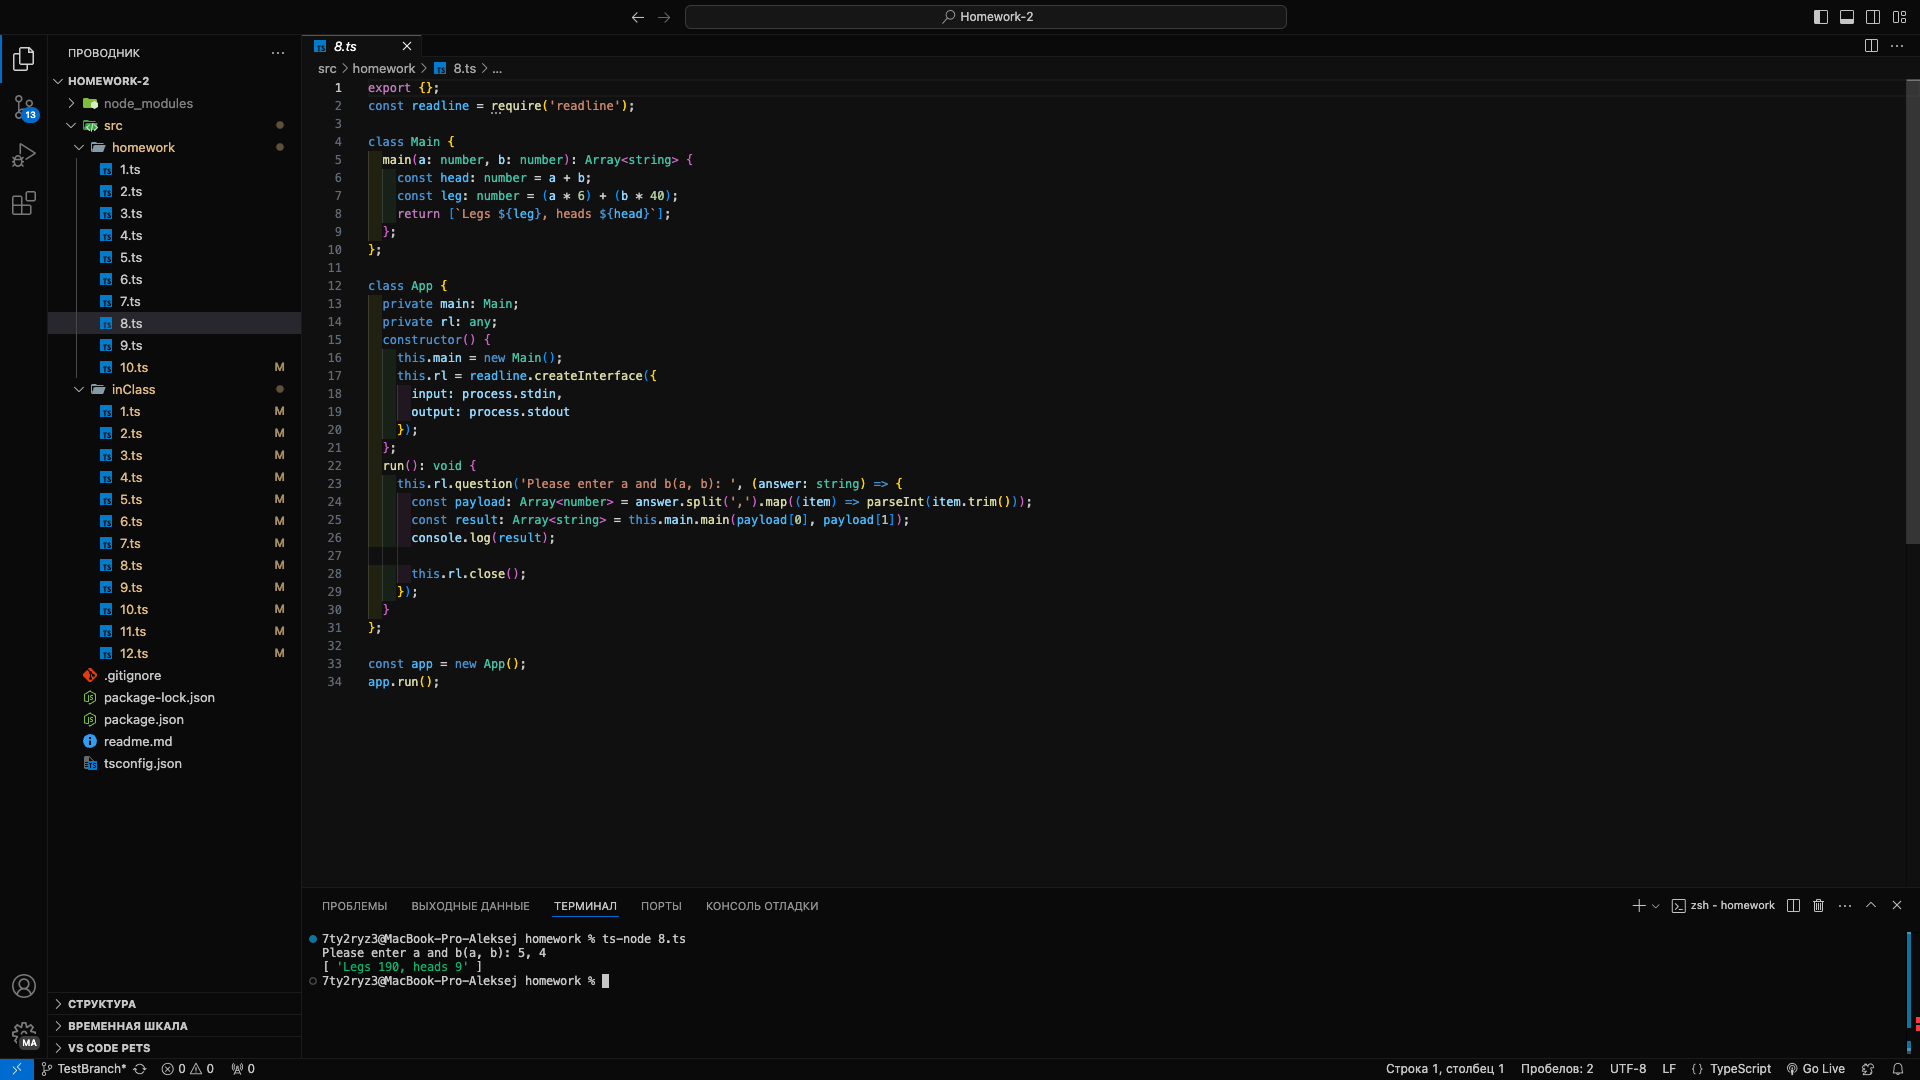 Homework-2
ПРОВОДНИК
HOMEWORK-2
node_modules
src
homework
1.ts
2.ts
3.ts
4.ts
5.ts
6.ts
7.ts
8.ts
9.ts
10.ts M
inClass
1.ts M
2.ts M
3.ts M
4.ts M
5.ts M
6.ts M
7.ts M
8.ts M
9.ts M
10.ts M
11.ts M
12.ts M
.gitignore
package-lock.json
package.json
readme.md
tsconfig.json
СТРУКТУРА
ВРЕМЕННАЯ ШКАЛА
VS CODE PETS
13
MA
TS 8.ts
src > homework > TS 8.ts > ...
1 export {};
2 const readline = require('readline');
3
4 class Main {
5 main(a: number, b: number): Array<string> {
6 const head: number = a + b;
7 const leg: number = (a * 6) + (b * 40);
8 return [`Legs ${leg}, heads ${head}`];
9 };
10 };
11
12 class App {
13 private main: Main;
14 private rl: any;
15 constructor() {
16 this.main = new Main();
17 this.rl = readline.createInterface({
18 input: process.stdin,
19 output: process.stdout
20 });
21 };
22 run(): void {
23 this.rl.question('Please enter a and b(a, b): ', (answer: string) => {
24 const payload: Array<number> = answer.split(',').map((item) => parseInt(item.trim()));
25 const result: Array<string> = this.main.main(payload[0], payload[1]);
26 console.log(result);
27
28 this.rl.close();
29 });
30 }
31 };
32
33 const app = new App();
34 app.run();
ПРОБЛЕМЫ ВЫХОДНЫЕ ДАННЫЕ ТЕРМИНАЛ ПОРТЫ КОНСОЛЬ ОТЛАДКИ
zsh - homework
7ty2ryz3@MacBook-Pro-Aleksej homework % ts-node 8.ts
Please enter a and b(a, b): 5, 4
[ 'Legs 190, heads 9' ]
7ty2ryz3@MacBook-Pro-Aleksej homework %
TestBranch* 0 0 0
Строка 1, столбец 1 Пробелов: 2 UTF-8 LF {} TypeScript Go Live